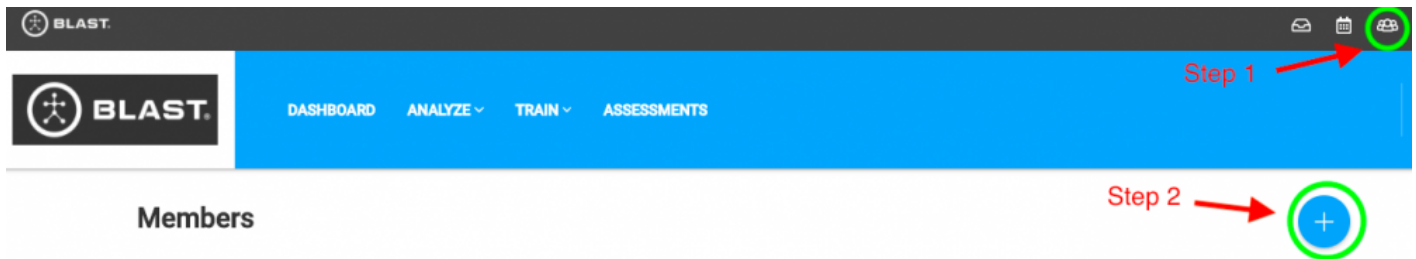 BLAST.
Step 1
BLAST.
DASHBOARD ANALYZE TRAIN ASSESSMENTS
Step 2
Members